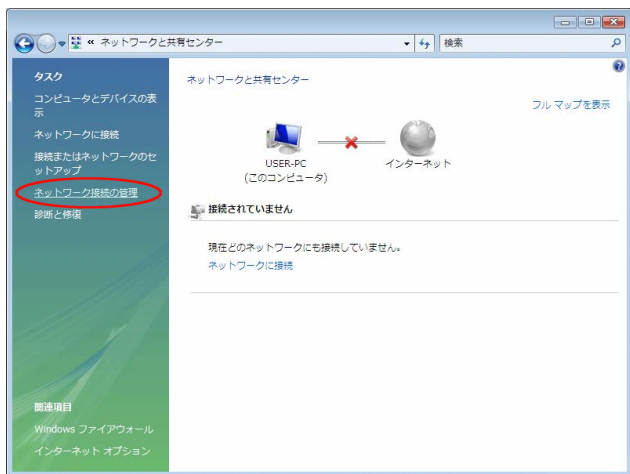 « ネットワークと共有センター
検索
タスク
コンピュータとデバイスの表
示
ネットワークに接続
接続またはネットワークのセ
ットアップ
ネットワーク接続の管理
診断と修復
関連項目
Windows ファイアウォール
インターネット オプション
ネットワークと共有センター
フル マップを表示
USER-PC
(このコンピュータ)
インターネット
接続されていません
現在どのネットワークにも接続していません。
ネットワークに接続